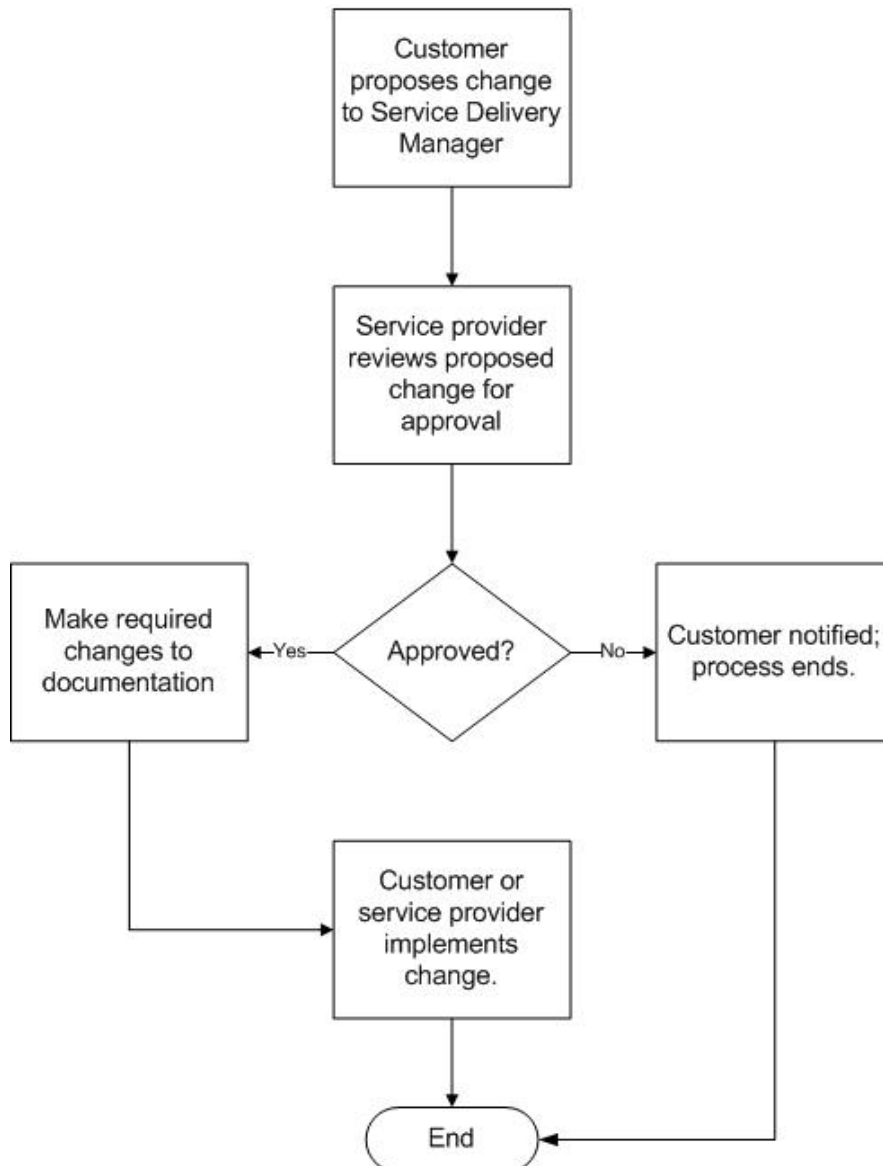 Customer
proposes change
to Service Delivery
Manager
Service provider
reviews proposed
change for
approval
Make required
changes to
documentation
Yes
Approved?
No
Customer notified;
process ends.
Customer or
service provider
implements
change.
End